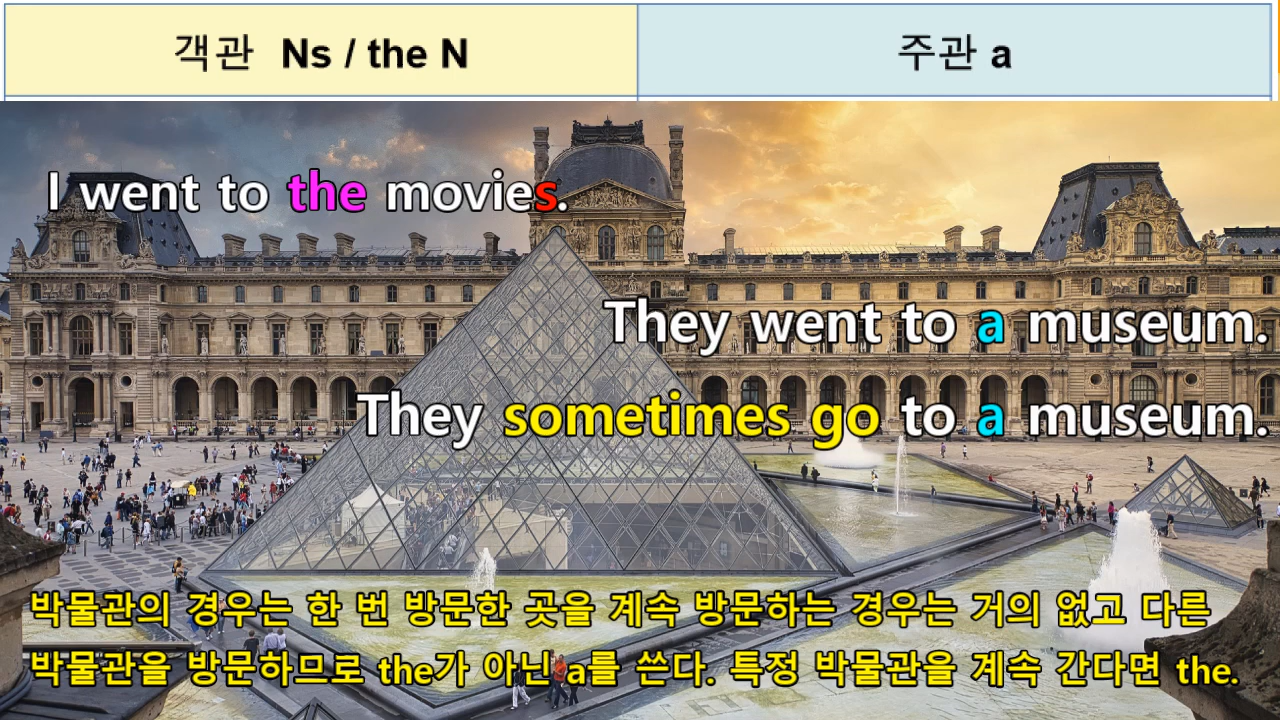 객관 Ns / the N
주관 a
I went to the movies.
They went to a museum.
They sometimes go to a museum.
박물관의 경우는 한 번 방문한 곳을 계속 방문하는 경우는 거의 없고 다른
박물관을 방문하므로 the가 아닌 a를 쓴다. 특정 박물관을 계속 간다면 the.